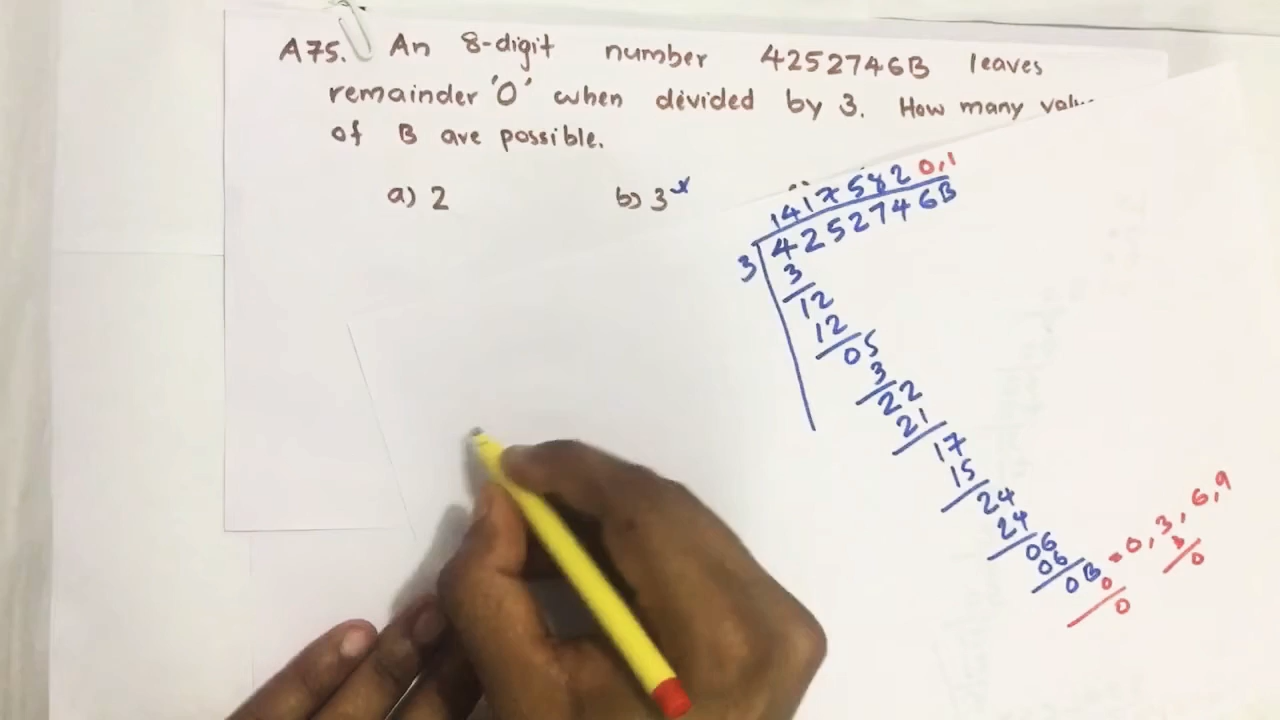 A75. An 8-digit number 4252746B leaves
remainder '0' when divided by 3. How many
of B are possible.
a) 2 b) 3
1417582 0,1
3 4252746B
3
12
12
05
3
22
21
17
15
24
24
06
06
0B = 0, 3, 6, 9
0 3
0 0